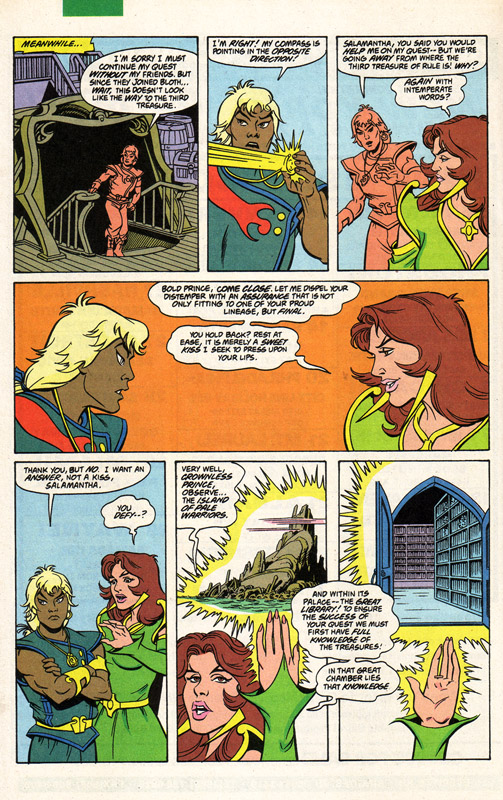 MEANWHILE...
I'M SORRY I MUST
CONTINUE MY QUEST
WITHOUT MY FRIENDS. BUT
SINCE THEY JOINED BLOTH...
WAIT, THIS DOESN'T LOOK
LIKE THE WAY TO THE THIRD
TREASURE.
I'M RIGHT! MY COMPASS IS
POINTING IN THE OPPOSITE
DIRECTION!
SALAMANTHA, YOU SAID YOU WOULD
HELP ME ON MY QUEST-- BUT WE'RE
GOING AWAY FROM WHERE THE
THIRD TREASURE OF RULE IS! WHY?
AGAIN WITH
INTEMPERATE
WORDS?
BOLD PRINCE, COME CLOSE. LET ME DISPEL YOUR
DISTEMPER WITH AN ASSURANCE THAT IS NOT
ONLY FITTING TO ONE OF YOUR PROUD
LINEAGE, BUT FINAL.
YOU HOLD BACK? REST AT
EASE, IT IS MERELY A SWEET
KISS I SEEK TO PRESS UPON
YOUR LIPS.
THANK YOU, BUT NO. I WANT AN
ANSWER, NOT A KISS,
SALAMANTHA.
YOU
DEFY--?
VERY WELL,
CROWNLESS
PRINCE.
OBSERVE...
THE ISLAND
OF PALE
WARRIORS.
AND WITHIN ITS
PALACE-- THE GREAT
LIBRARY! TO ENSURE
THE SUCCESS OF
YOUR QUEST WE MUST
FIRST HAVE FULL
KNOWLEDGE OF
THE TREASURES!
IN THAT GREAT
CHAMBER LIES
THAT KNOWLEDGE